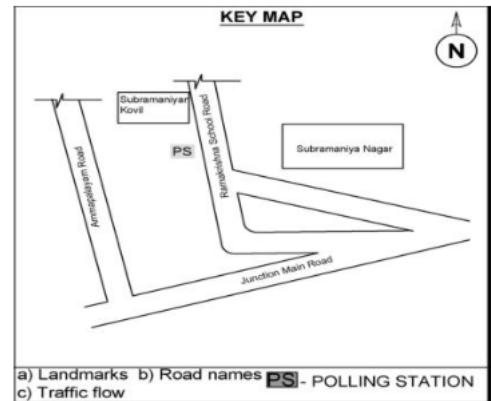 KEY MAP
N
Subramaniyar
Kovil
Ramakrishna School Road
PS
Subramaniya Nagar
Ammapalayam Road
Junction Main Road
a) Landmarks b) Road names PS - POLLING STATION
c) Traffic flow